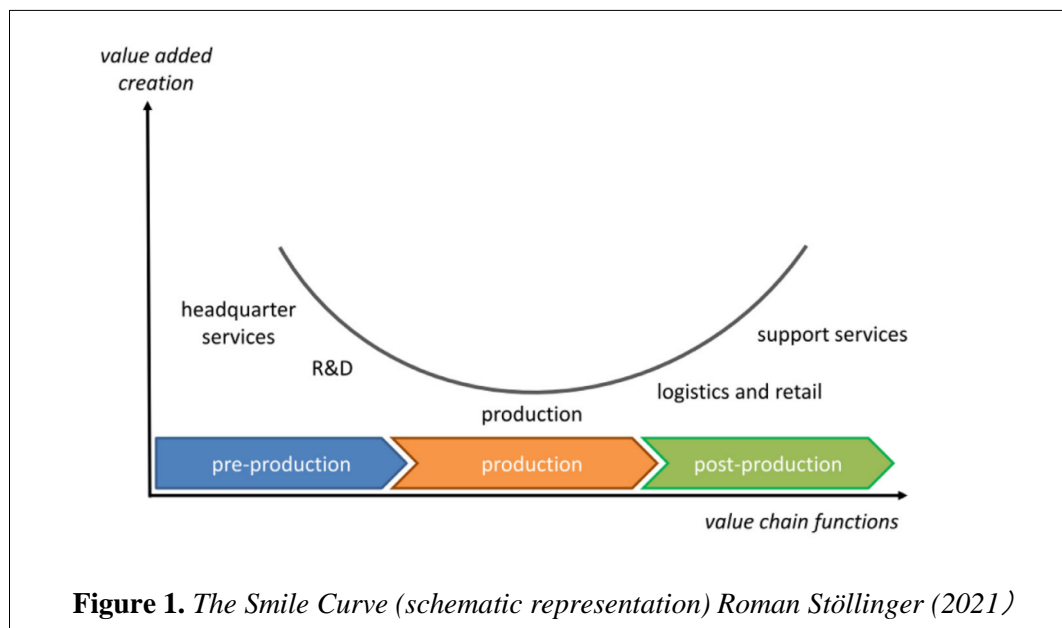 value added
creation
headquarter
services
R&D
support services
logistics and retail
production
pre-production
production
post-production
value chain functions
Figure 1. The Smile Curve (schematic representation) Roman Stöllinger (2021）